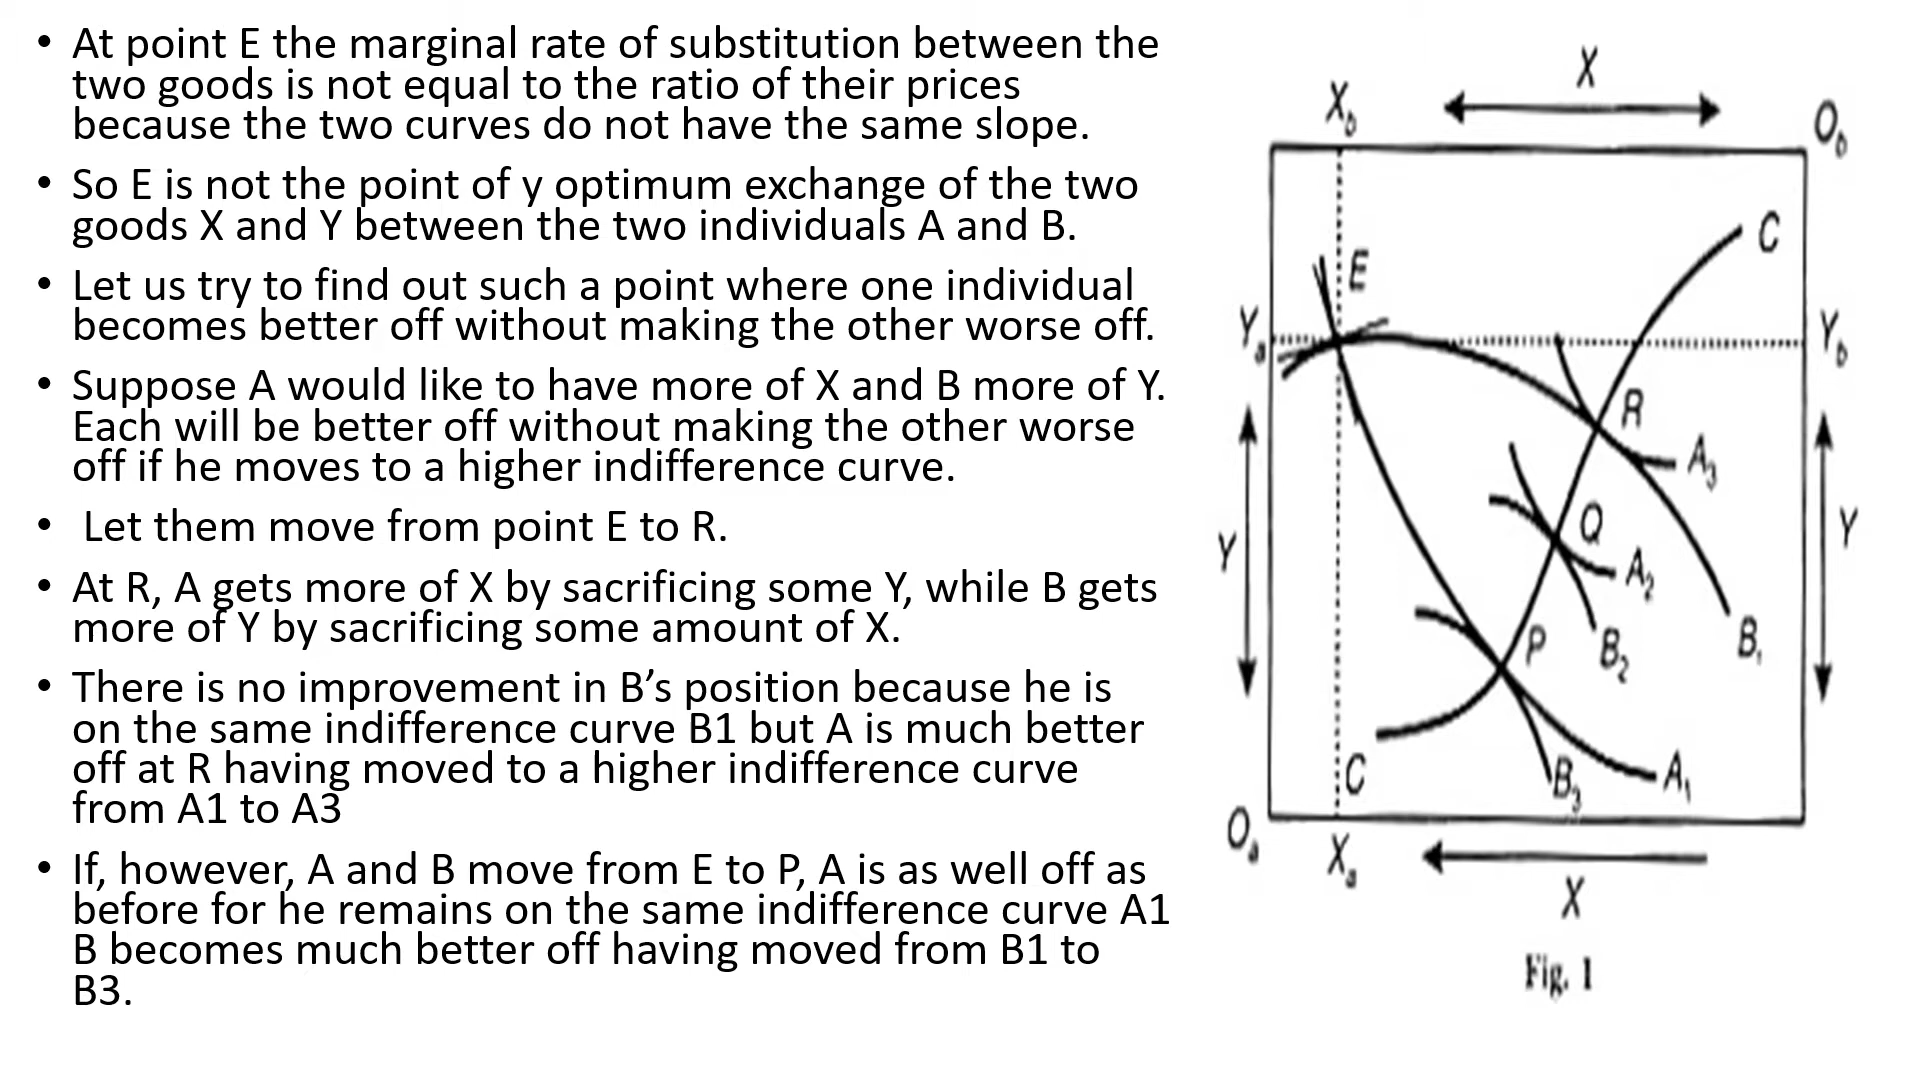 • At point E the marginal rate of substitution between the
two goods is not equal to the ratio of their prices
because the two curves do not have the same slope.
• So E is not the point of y optimum exchange of the two
goods X and Y between the two individuals A and B.
• Let us try to find out such a point where one individual
becomes better off without making the other worse off.
• Suppose A would like to have more of X and B more of Y.
Each will be better off without making the other worse
off if he moves to a higher indifference curve.
• Let them move from point E to R.
• At R, A gets more of X by sacrificing some Y, while B gets
more of Y by sacrificing some amount of X.
• There is no improvement in B’s position because he is
on the same indifference curve B1 but A is much better
off at R having moved to a higher indifference curve
from A1 to A3
• If, however, A and B move from E to P, A is as well off as
before for he remains on the same indifference curve A1
B becomes much better off having moved from B1 to
B3.
X
Xb
Ob
C
E
Ya
Yb
R
A3
Q
Y
Y
A2
P
B2
B1
C
B3
A1
Oa
Xa
X
Fig. 1